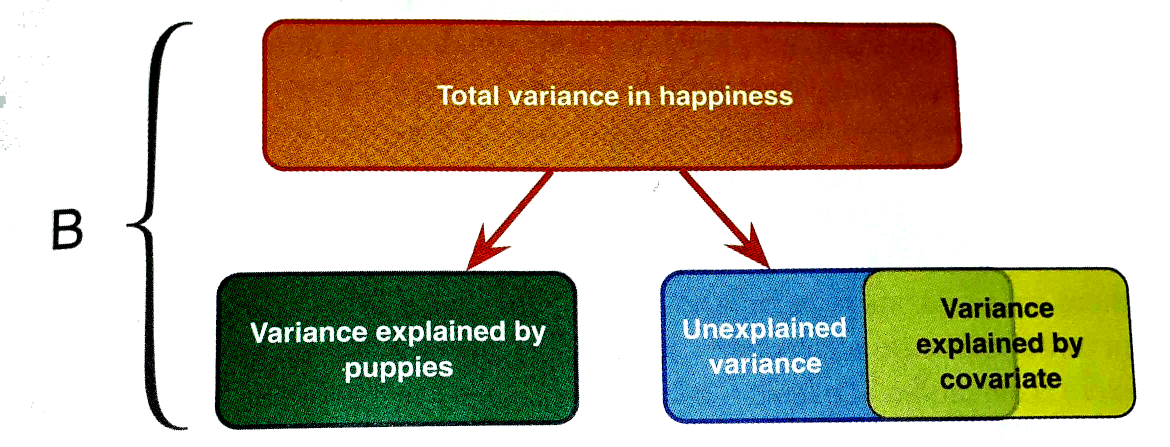 Total variance in happiness
B
Variance explained by
puppies
Unexplained
variance
Variance
explained by
covariate